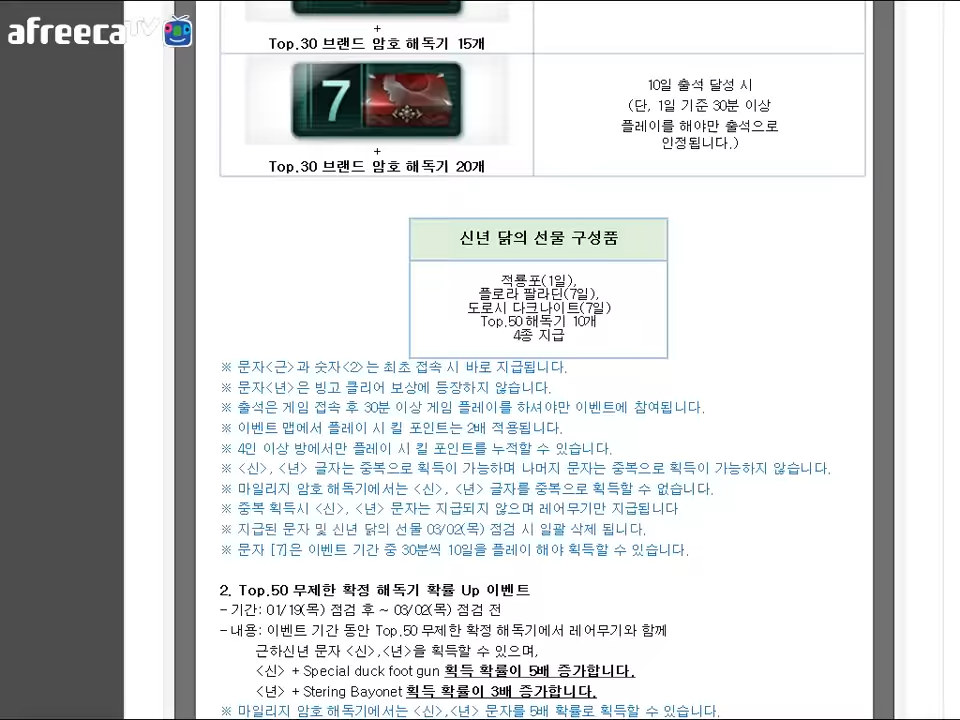 afreecaTV
+
Top.30 브랜드 암호 해독기 15개
7
+
Top.30 브랜드 암호 해독기 20개
10일 출석 달성 시
(단, 1일 기준 30분 이상
플레이를 해야만 출석으로
인정됩니다.)
신년 닭의 선물 구성품
적룡포(1일),
플로라 팔라딘(7일),
도로시 다크나이트(7일)
Top.50 해독기 10개
4종 지급
※ 문자<근>과 숫자<2>는 최초 접속 시 바로 지급됩니다.
※ 문자<년>은 빙고 클리어 보상에 등장하지 않습니다.
※ 출석은 게임 접속 후 30분 이상 게임 플레이를 하셔야만 이벤트에 참여됩니다.
※ 이벤트 맵에서 플레이 시 킬 포인트는 2배 적용됩니다.
※ 4인 이상 방에서만 플레이 시 킬 포인트를 누적할 수 있습니다.
※ <신>, <년> 글자는 중복으로 획득이 가능하며 나머지 문자는 중복으로 획득이 가능하지 않습니다.
※ 마일리지 암호 해독기에서는 <신>, <년> 글자를 중복으로 획득할 수 없습니다.
※ 중복 획득시 <신>, <년> 문자는 지급되지 않으며 레어무기만 지급됩니다
※ 지급된 문자 및 신년 닭의 선물 03/02(목) 점검 시 일괄 삭제 됩니다.
※ 문자 [7]은 이벤트 기간 중 30분씩 10일을 플레이 해야 획득할 수 있습니다.
2. Top.50 무제한 확정 해독기 확률 Up 이벤트
- 기간: 01/19(목) 점검 후 ~ 03/02(목) 점검 전
- 내용: 이벤트 기간 동안 Top.50 무제한 확정 해독기에서 레어무기와 함께
근하신년 문자 <신>,<년>을 획득할 수 있으며,
<신> + Special duck foot gun 획득 확률이 5배 증가합니다.
<년> + Stering Bayonet 획득 확률이 3배 증가합니다.
※ 마일리지 암호 해독기에서는 <신>,<년> 문자를 5배 확률로 획득할 수 있습니다.